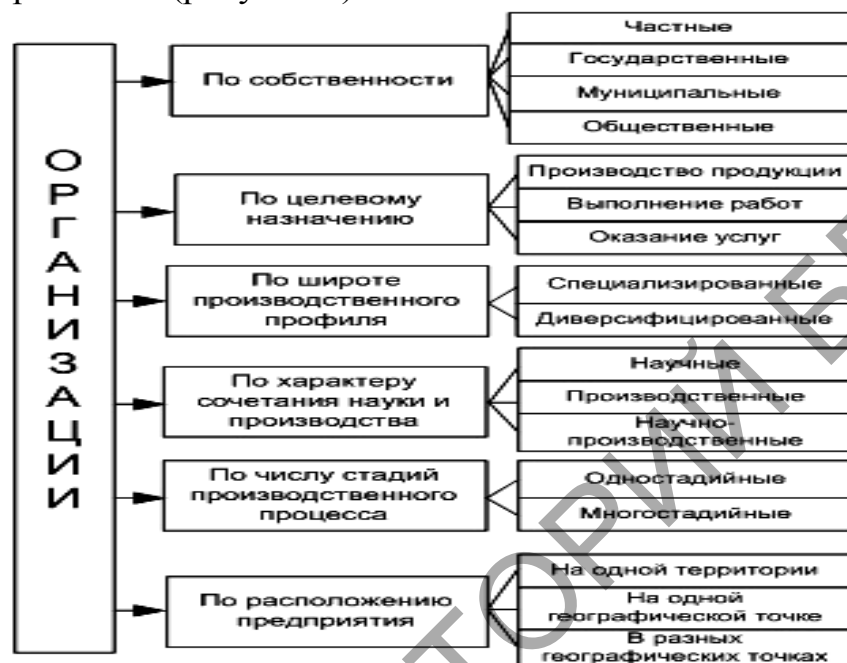 ОРГАНИЗАЦИИ
По собственности
Частные
Государственные
Муниципальные
Общественные
По целевому
назначению
Производство продукции
Выполнение работ
Оказание услуг
По широте
производственного
профиля
Специализированные
Диверсифицированные
По характеру
сочетания науки и
производства
Научные
Производственные
Научно-
производственные
По числу стадий
производственного
процесса
Одностадийные
Многостадийные
По расположению
предприятия
На одной территории
На одной
географической точке
В разных
географических точках